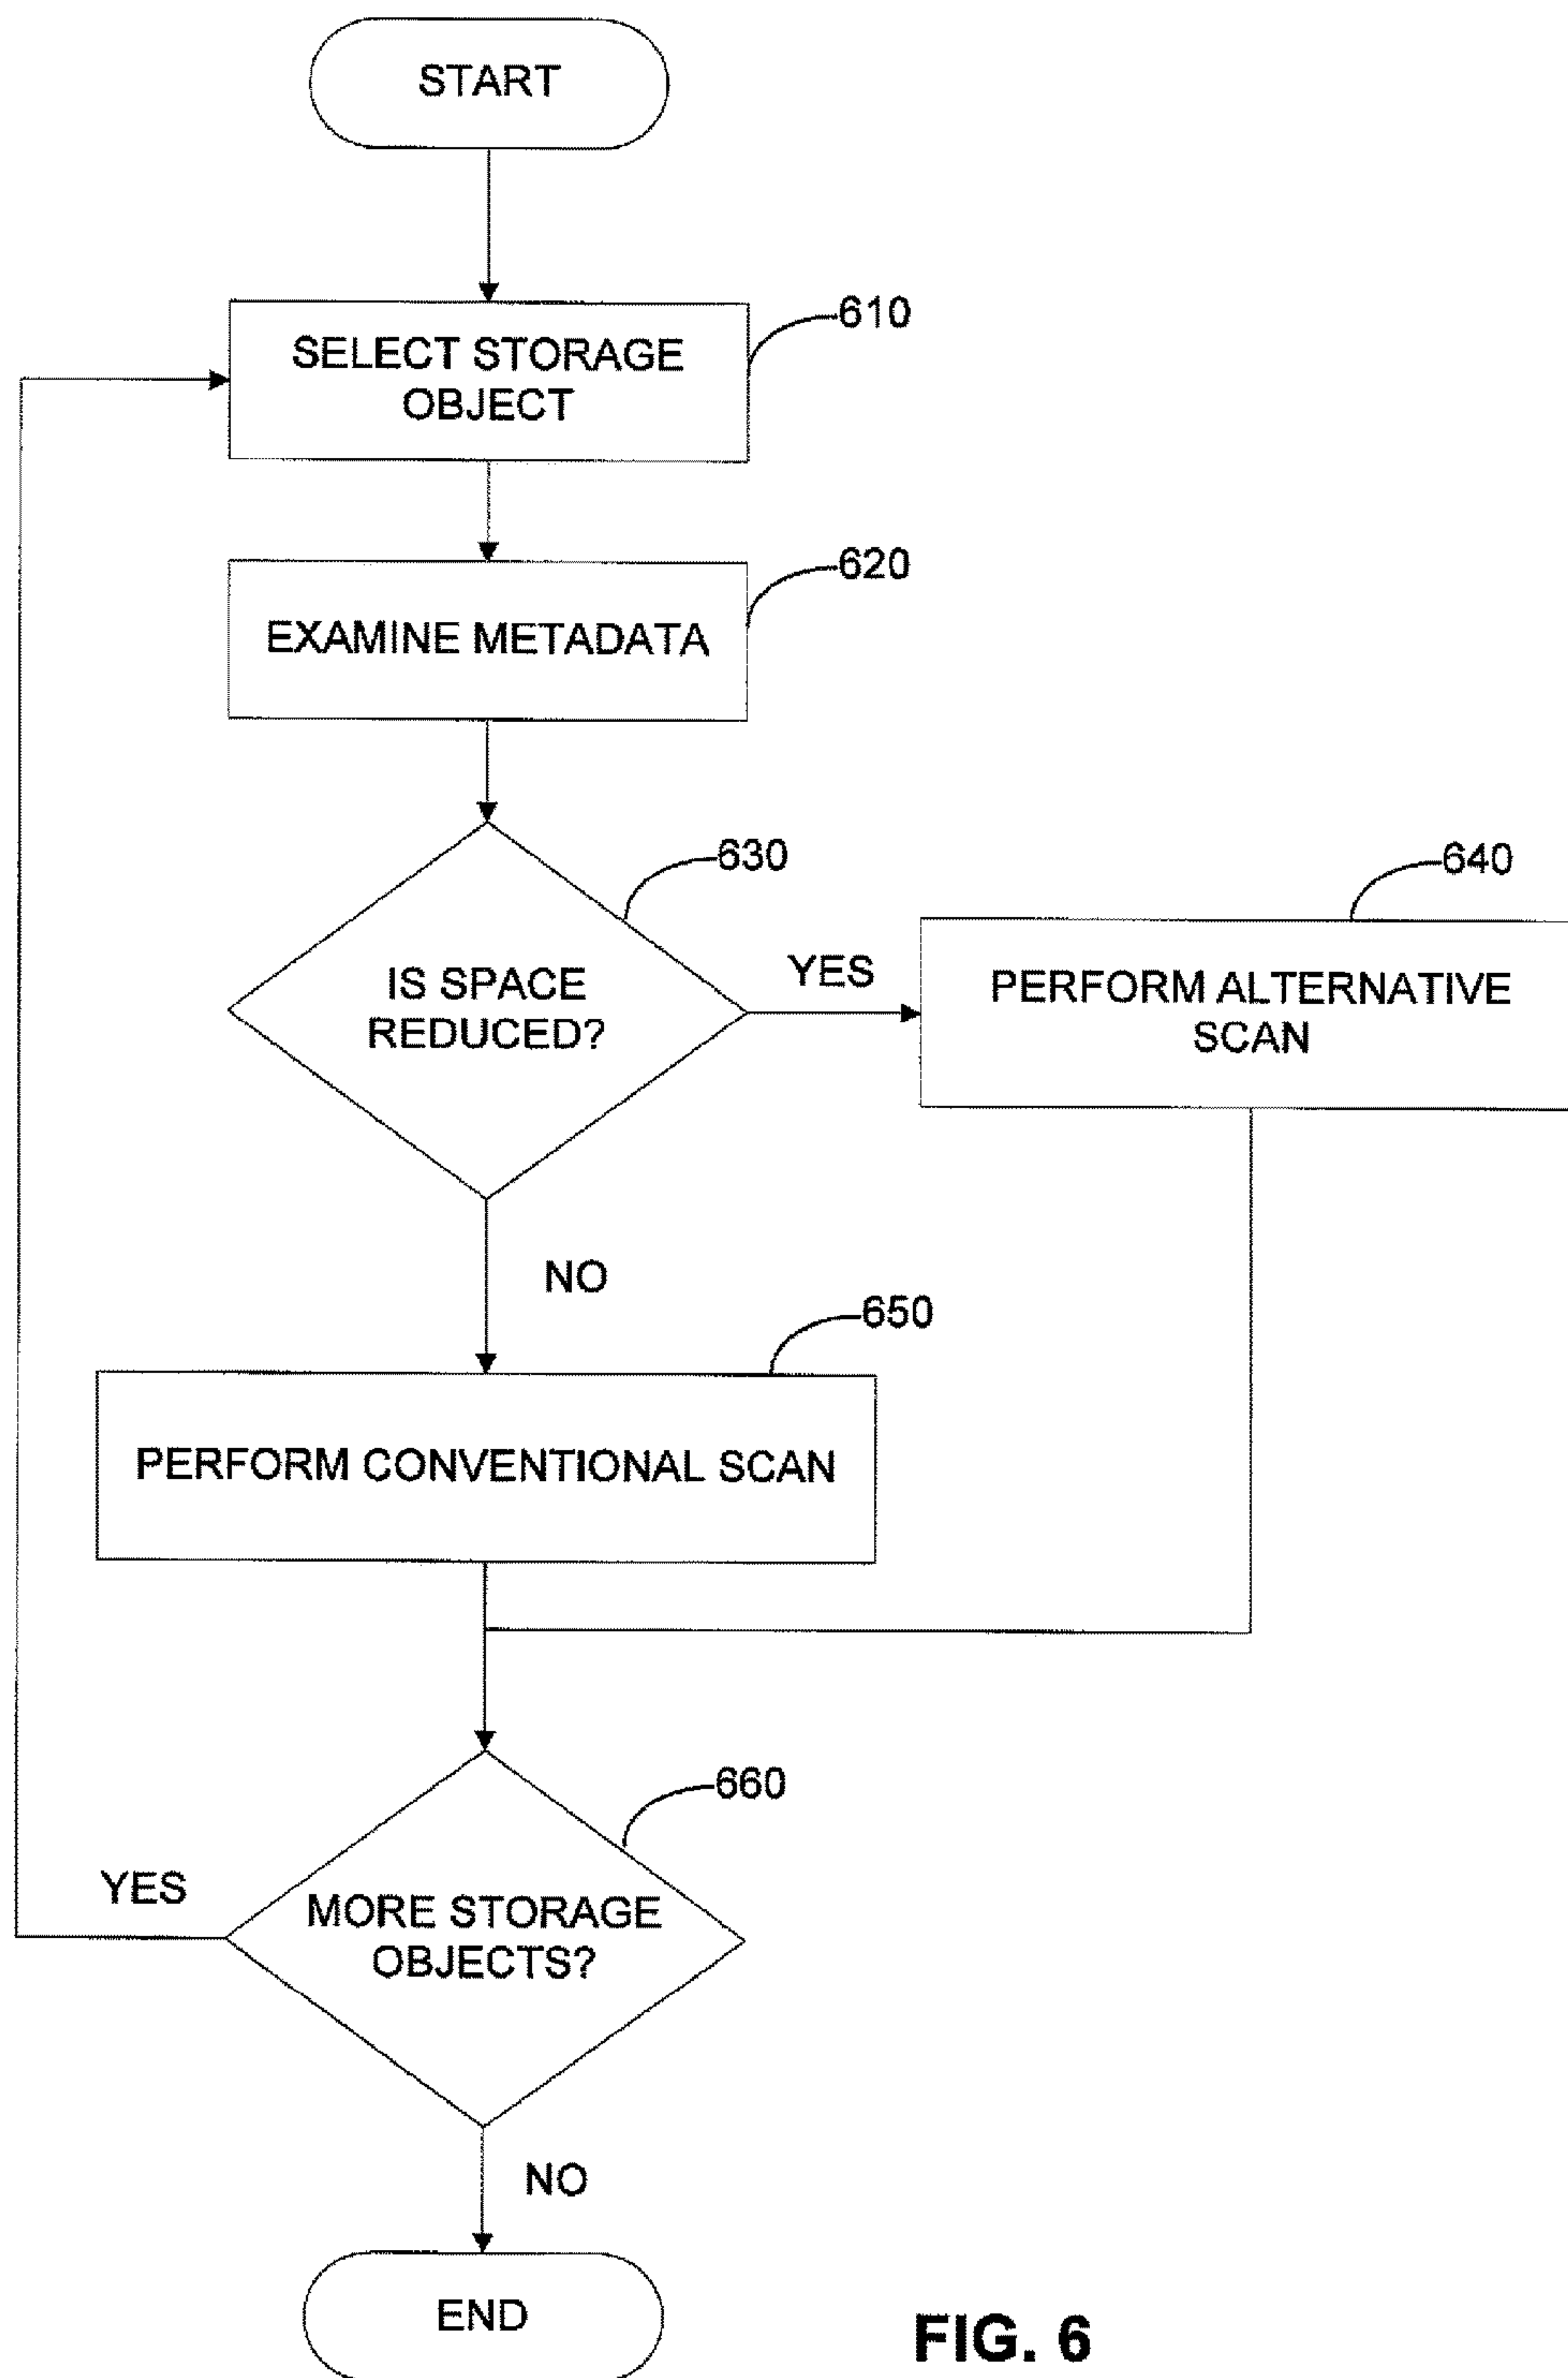 START
610
SELECT STORAGE
OBJECT
620
EXAMINE METADATA
630
IS SPACE
REDUCED?
YES
640
PERFORM ALTERNATIVE
SCAN
NO
650
PERFORM CONVENTIONAL SCAN
660
YES
MORE STORAGE
OBJECTS?
NO
END
FIG. 6